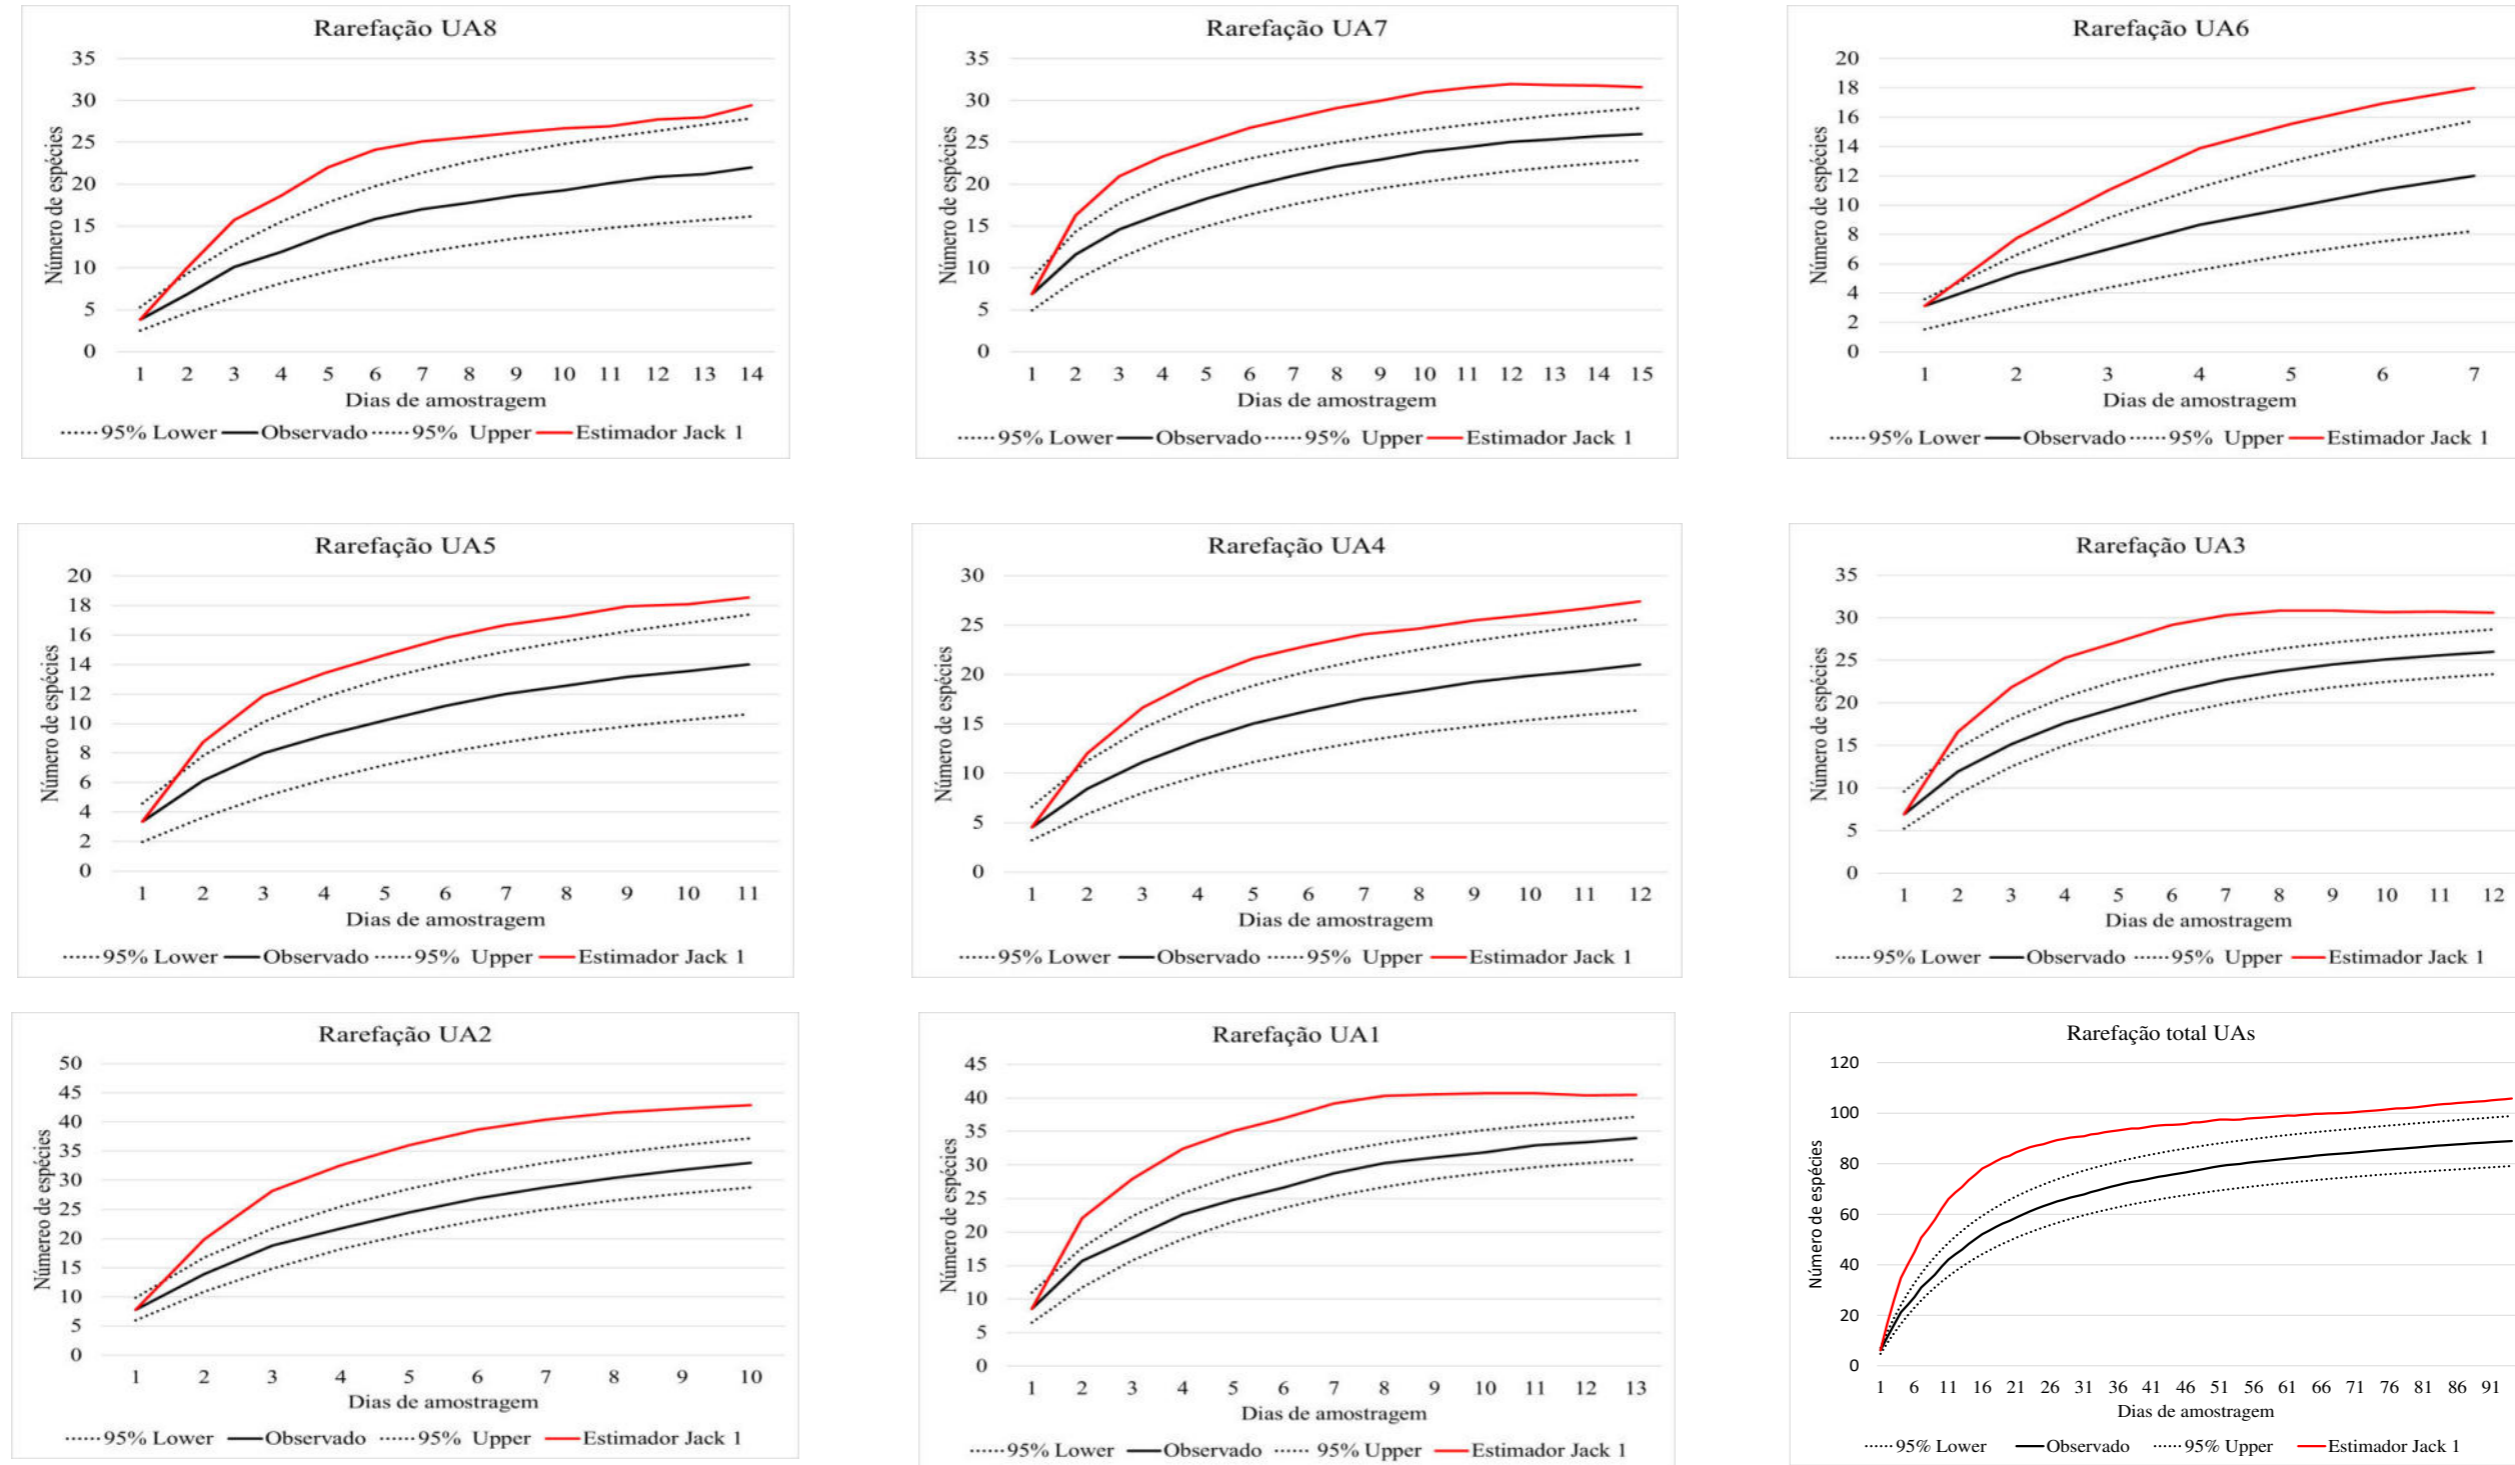 Rarefação UA8
35
30
25
20
15
10
5
0
Número de espécies
1 2 3 4 5 6 7 8 9 10 11 12 13 14
Dias de amostragem
95% Lower Observado 95% Upper Estimador Jack 1
Rarefação UA7
35
30
25
20
15
10
5
0
Número de espécies
1 2 3 4 5 6 7 8 9 10 11 12 13 14 15
Dias de amostragem
95% Lower Observado 95% Upper Estimador Jack 1
Rarefação UA6
20
18
16
14
12
10
8
6
4
2
0
Número de espécies
1 2 3 4 5 6 7
Dias de amostragem
95% Lower Observado 95% Upper Estimador Jack 1
Rarefação UA5
20
18
16
14
12
10
8
6
4
2
0
Número de espécies
1 2 3 4 5 6 7 8 9 10 11
Dias de amostragem
95% Lower Observado 95% Upper Estimador Jack 1
Rarefação UA4
30
25
20
15
10
5
0
Número de espécies
1 2 3 4 5 6 7 8 9 10 11 12
Dias de amostragem
95% Lower Observado 95% Upper Estimador Jack 1
Rarefação UA3
35
30
25
20
15
10
5
0
Número de espécies
1 2 3 4 5 6 7 8 9 10 11 12
Dias de amostragem
95% Lower Observado 95% Upper Estimador Jack 1
Rarefação UA2
50
45
40
35
30
25
20
15
10
5
0
Númereo de espécies
1 2 3 4 5 6 7 8 9 10
Dias de amostragem
95% Lower Observado 95% Upper Estimador Jack 1
Rarefação UA1
45
40
35
30
25
20
15
10
5
0
Número de espécies
1 2 3 4 5 6 7 8 9 10 11 12 13
Dias de amostragem
95% Lower Observado 95% Upper Estimador Jack 1
Rarefação total UAs
120
100
80
60
40
20
0
Número de espécies
1 6 11 16 21 26 31 36 41 46 51 56 61 66 71 76 81 86 91
Dias de amostragem
95% Lower Observado 95% Upper Estimador Jack 1